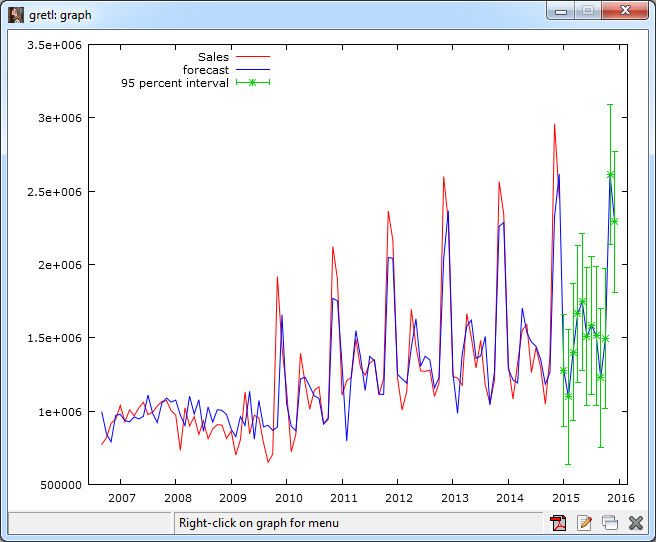 gretl: graph
3.5e+006
3e+006
2.5e+006
2e+006
1.5e+006
1e+006
500000
Sales
forecast
95 percent interval
2007 2008 2009 2010 2011 2012 2013 2014 2015 2016
Right-click on graph for menu